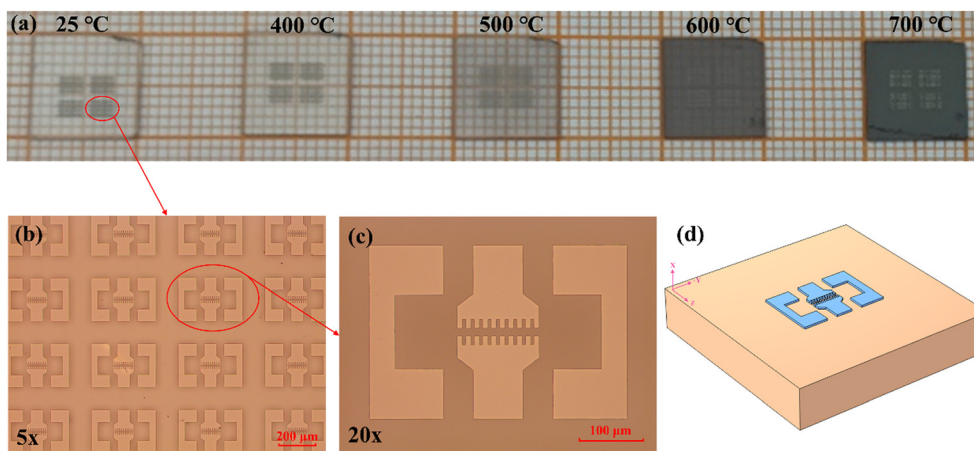 (a)
25 ℃
400 ℃
500 ℃
600 ℃
700 ℃
(b)
5x
200 μm
(c)
20x
100 μm
(d)
X
Y
Z